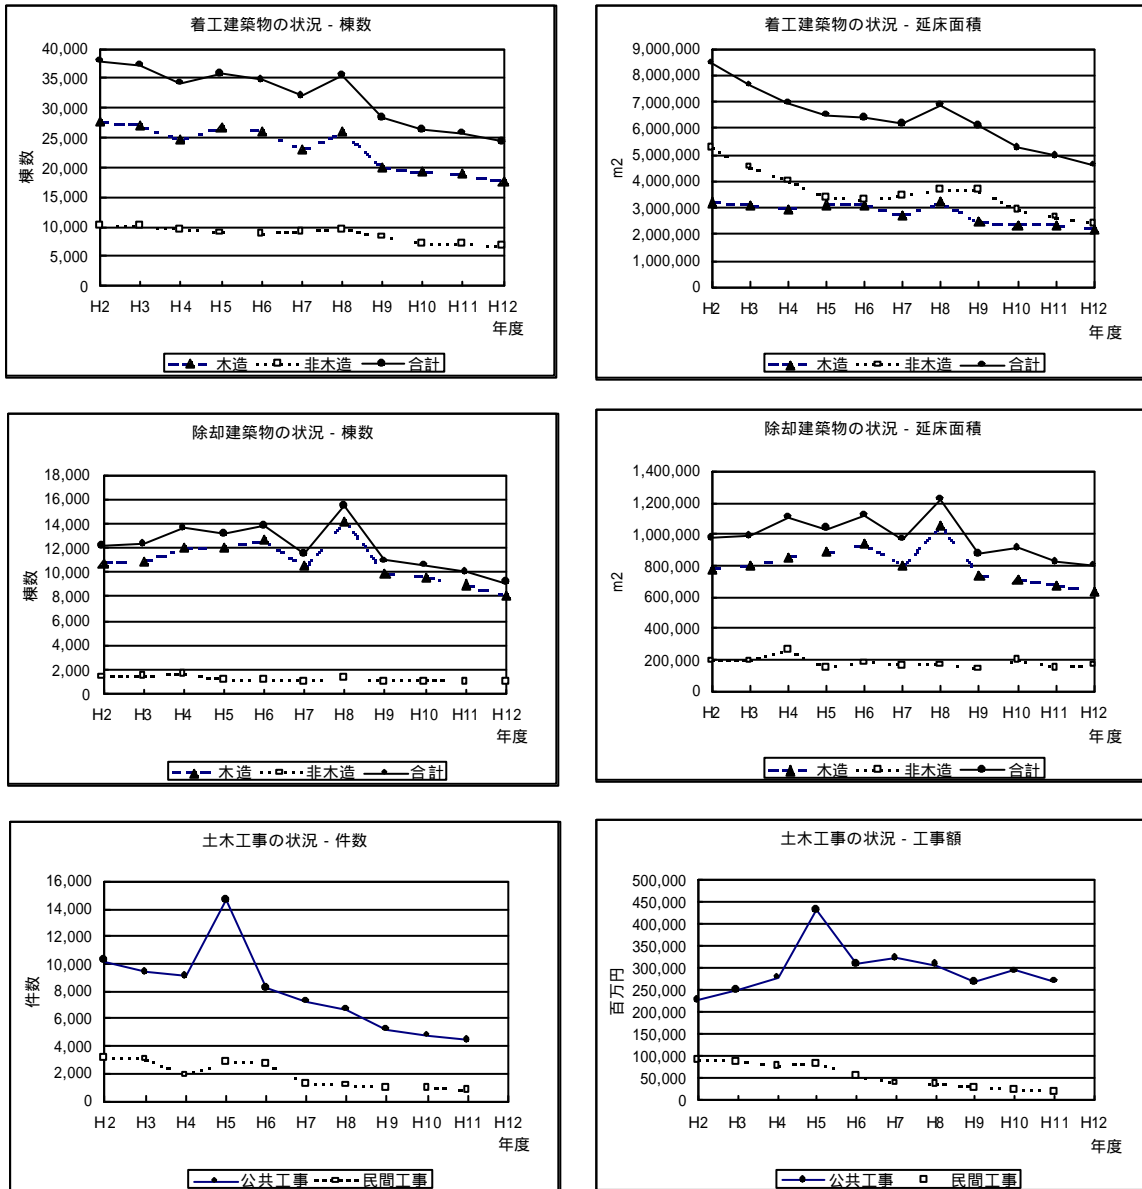 着工建築物の状況 - 棟数
40,000
35,000
30,000
25,000
20,000
15,000
10,000
5,000
0
棟数
H2 H3 H4 H5 H6 H7 H8 H9 H10 H11 H12
年度
木造 非木造 合計
着工建築物の状況 - 延床面積
9,000,000
8,000,000
7,000,000
6,000,000
5,000,000
4,000,000
3,000,000
2,000,000
1,000,000
0
m2
H2 H3 H4 H5 H6 H7 H8 H9 H10 H11 H12
年度
木造 非木造 合計
除却建築物の状況 - 棟数
18,000
16,000
14,000
12,000
10,000
8,000
6,000
4,000
2,000
0
棟数
H2 H3 H4 H5 H6 H7 H8 H9 H10 H11 H12
年度
木造 非木造 合計
除却建築物の状況 - 延床面積
1,400,000
1,200,000
1,000,000
800,000
600,000
400,000
200,000
0
m2
H2 H3 H4 H5 H6 H7 H8 H9 H10 H11 H12
年度
木造 非木造 合計
土木工事の状況 - 件数
16,000
14,000
12,000
10,000
8,000
6,000
4,000
2,000
0
件数
H2 H3 H4 H5 H6 H7 H8 H9 H10 H11 H12
年度
公共工事 民間工事
土木工事の状況 - 工事額
500,000
450,000
400,000
350,000
300,000
250,000
200,000
150,000
100,000
50,000
0
百万円
H2 H3 H4 H5 H6 H7 H8 H9 H10 H11 H12
年度
公共工事 民間工事